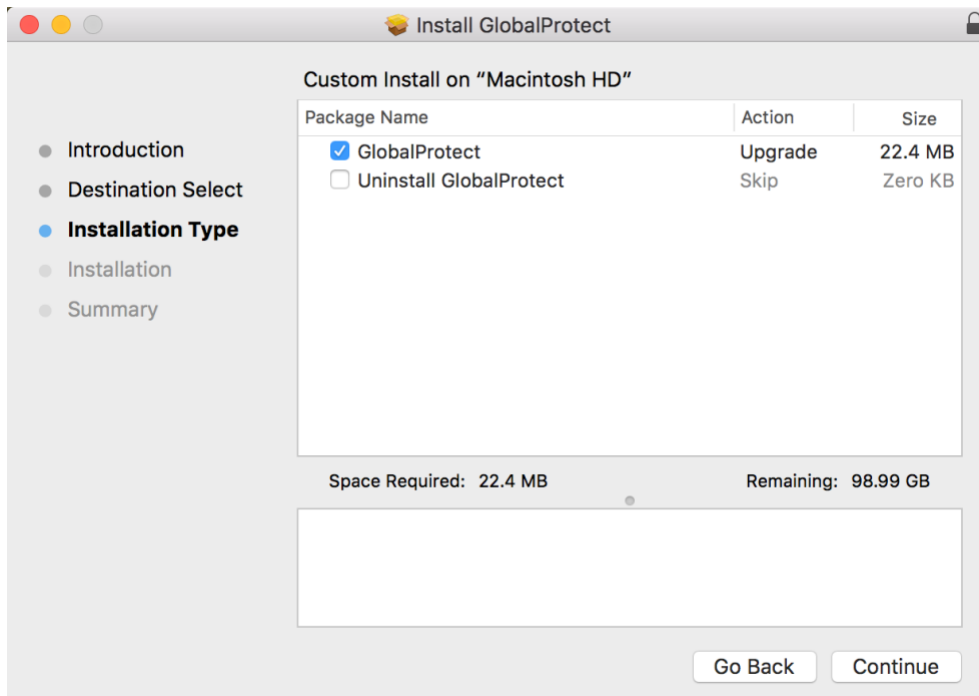 Install GlobalProtect
Custom Install on “Macintosh HD”
Introduction
Destination Select
Installation Type
Installation
Summary
Package Name Action Size
GlobalProtect Upgrade 22.4 MB
Uninstall GlobalProtect Skip Zero KB
Space Required: 22.4 MB Remaining: 98.99 GB
Go Back Continue